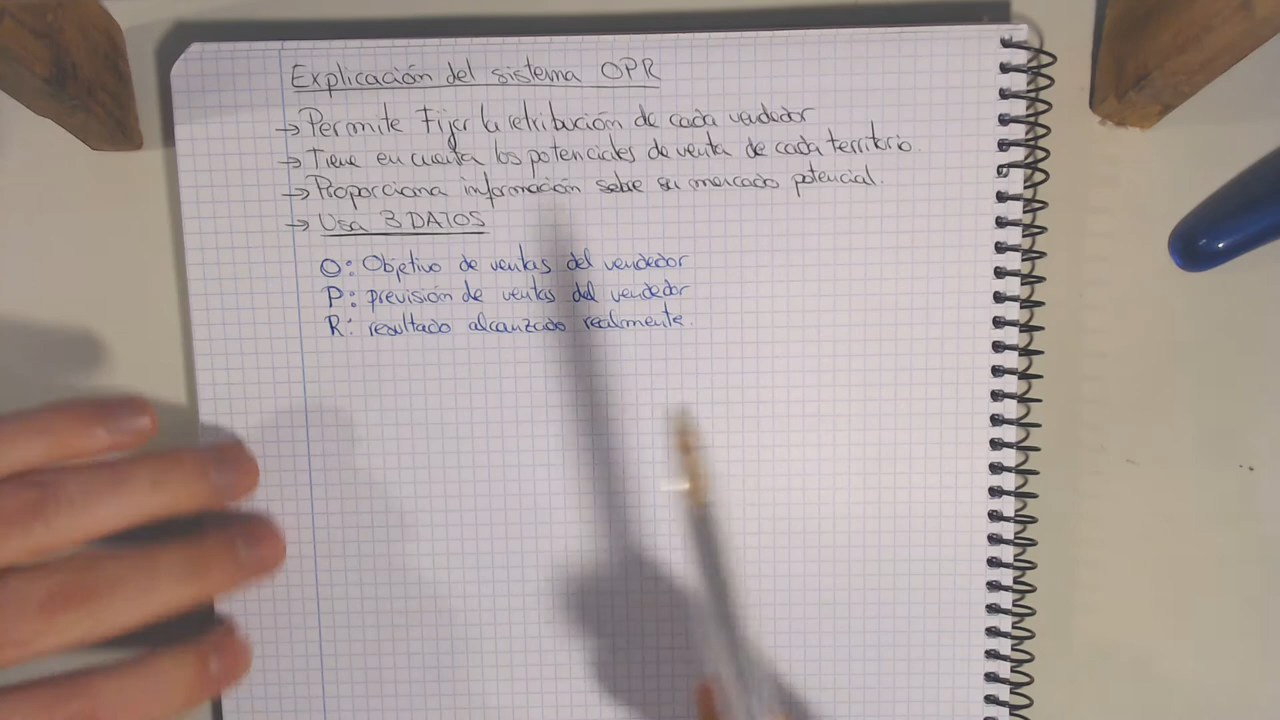 Explicación del sistema OPR
→ Permite Fijar la retribución de cada vendedor
→ Tiene en cuenta los potenciales de venta de cada territorio.
→ Proporciona información sobre su mercado potencial.
→ Usa 3 DATOS
O: Objetivo de ventas del vendedor
P: previsión de ventas del vendedor
R: resultado alcanzado realmente.